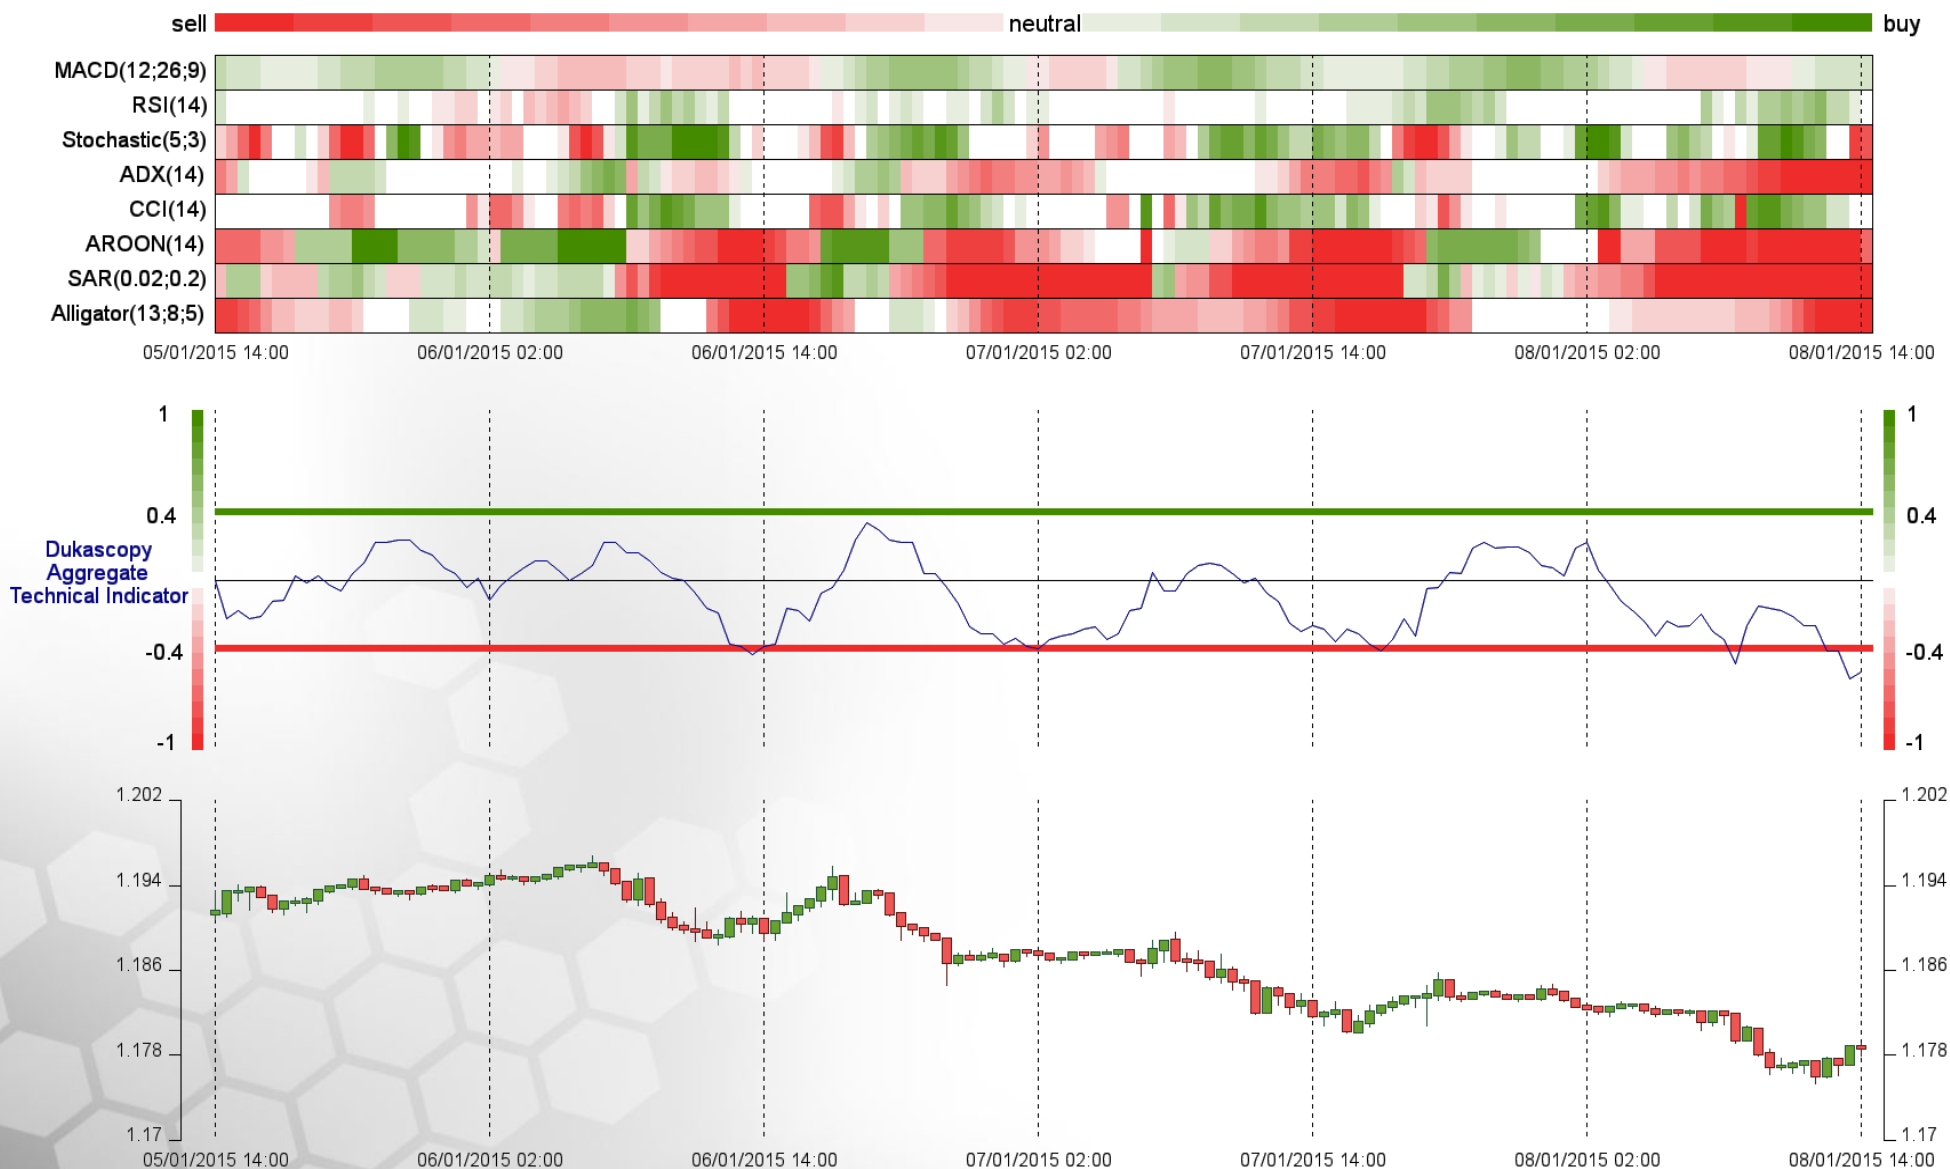 sell neutral buy
MACD(12;26;9)
RSI(14)
Stochastic(5;3)
ADX(14)
CCI(14)
AROON(14)
SAR(0.02;0.2)
Alligator(13;8;5)
05/01/2015 14:00 06/01/2015 02:00 06/01/2015 14:00 07/01/2015 02:00 07/01/2015 14:00 08/01/2015 02:00 08/01/2015 14:00
1 1
0.4 0.4
Dukascopy
Aggregate
Technical Indicator
-0.4 -0.4
-1 -1
1.202 1.202
1.194 1.194
1.186 1.186
1.178 1.178
1.17 1.17
05/01/2015 14:00 06/01/2015 02:00 06/01/2015 14:00 07/01/2015 02:00 07/01/2015 14:00 08/01/2015 02:00 08/01/2015 14:00